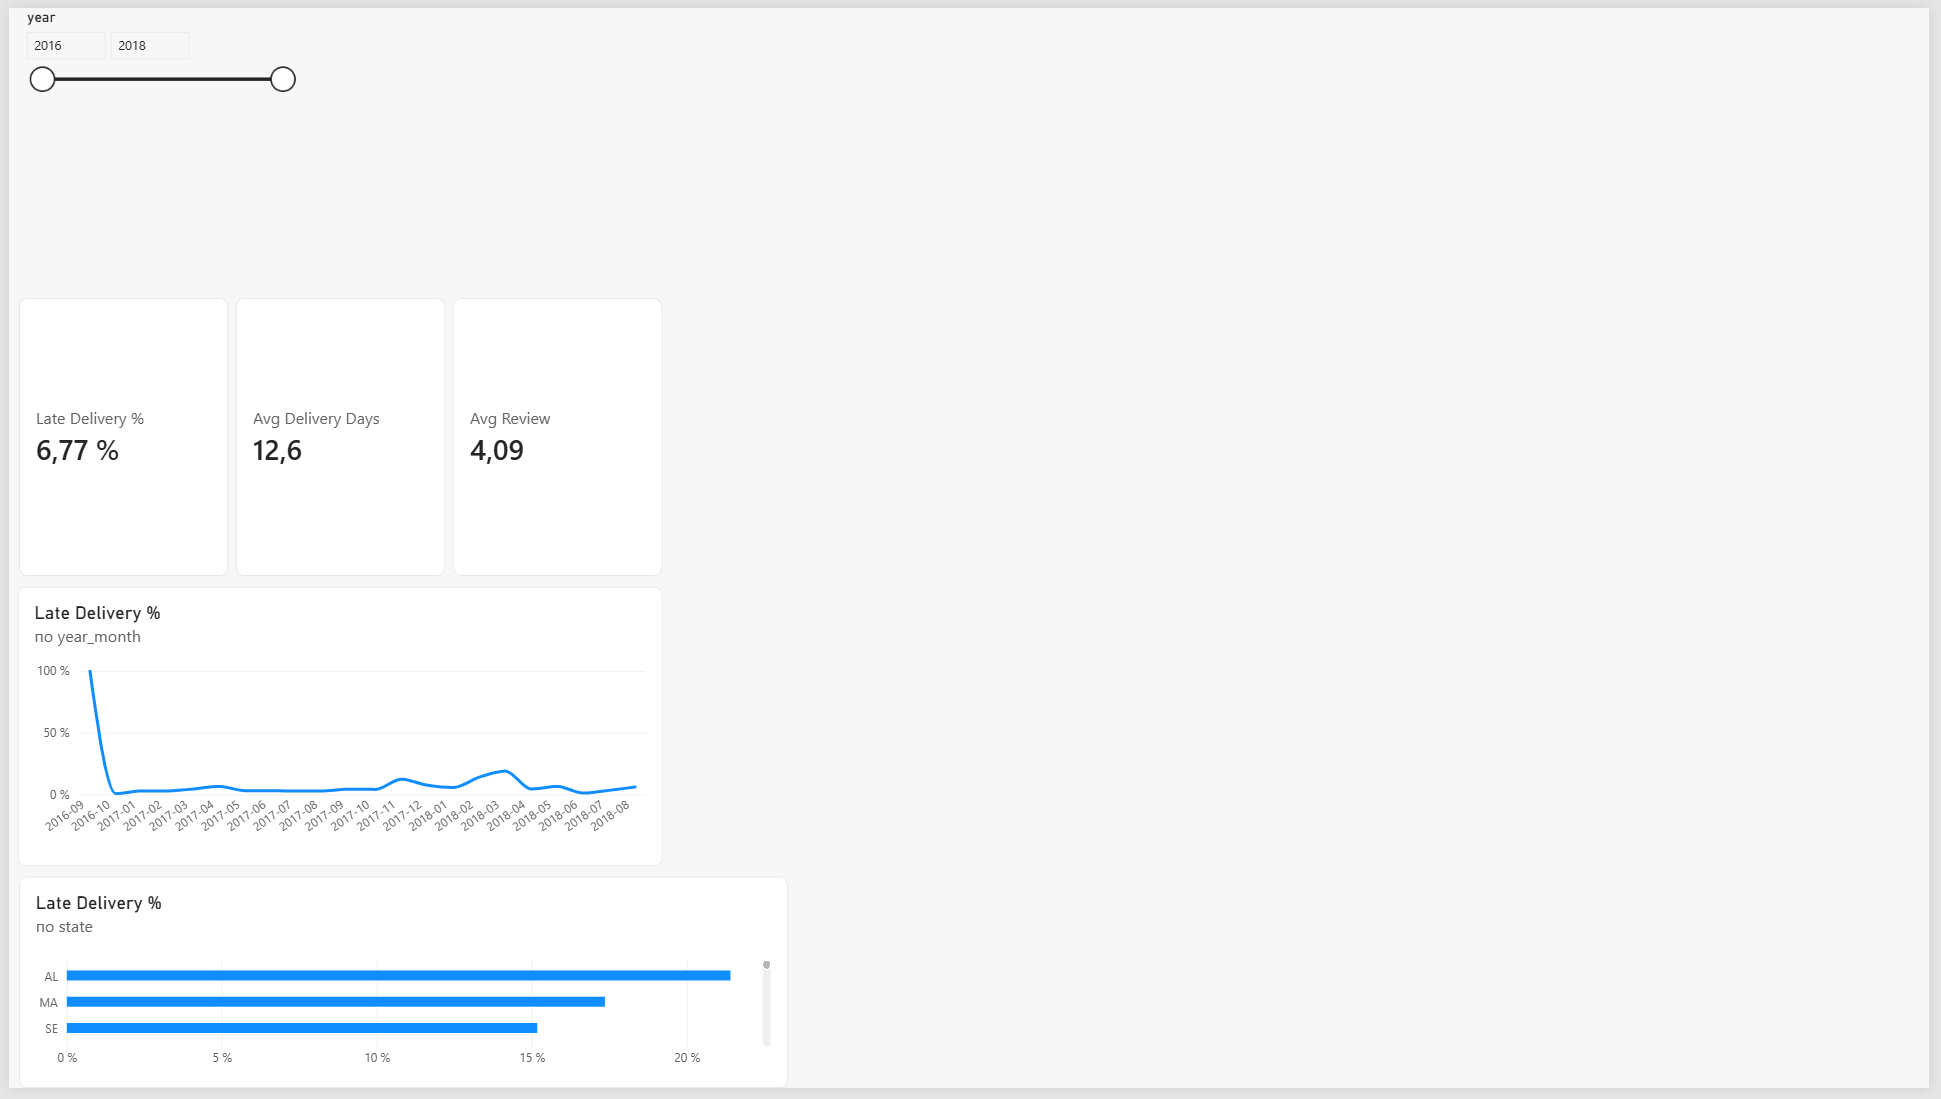 year
2016 2018
Late Delivery %
6,77 %
Avg Delivery Days
12,6
Avg Review
4,09
Late Delivery %
по year_month
100 %
50 %
0 %
2016-09 2016-10 2017-01 2017-02 2017-03 2017-04 2017-05 2017-06 2017-07 2017-08 2017-09 2017-10 2017-11 2017-12 2018-01 2018-02 2018-03 2018-04 2018-05 2018-06 2018-07 2018-08
Late Delivery %
по state
AL
MA
SE
0 % 5 % 10 % 15 % 20 %